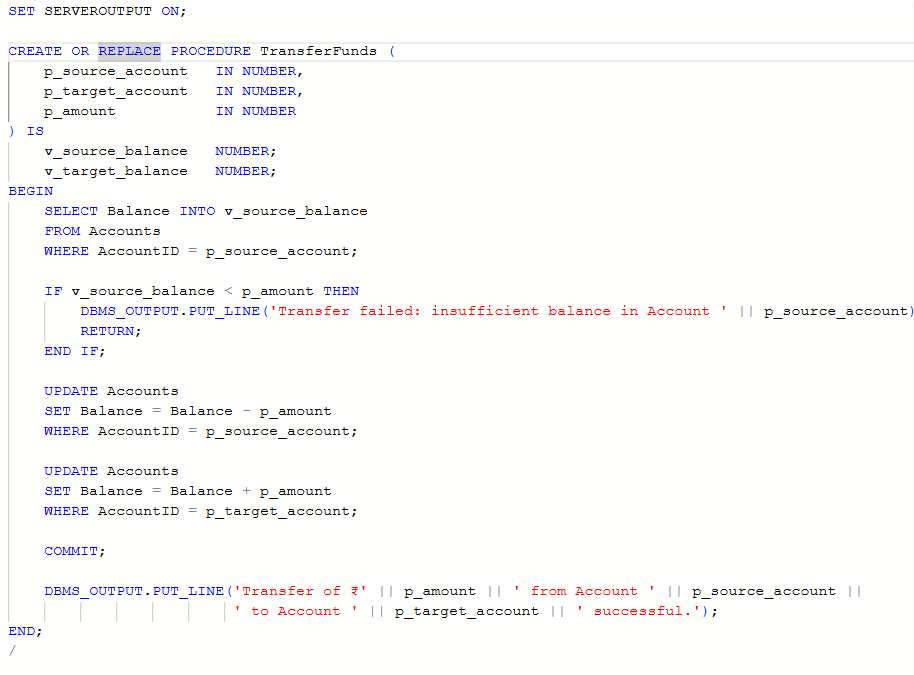 SET SERVEROUTPUT ON;
CREATE OR REPLACE PROCEDURE TransferFunds (
    p_source_account   IN NUMBER,
    p_target_account   IN NUMBER,
    p_amount           IN NUMBER
) IS
    v_source_balance   NUMBER;
    v_target_balance   NUMBER;
BEGIN
    SELECT Balance INTO v_source_balance
    FROM Accounts
    WHERE AccountID = p_source_account;
    IF v_source_balance < p_amount THEN
        DBMS_OUTPUT.PUT_LINE('Transfer failed: insufficient balance in Account ' || p_source_account)
        RETURN;
    END IF;
    UPDATE Accounts
    SET Balance = Balance - p_amount
    WHERE AccountID = p_source_account;
    UPDATE Accounts
    SET Balance = Balance + p_amount
    WHERE AccountID = p_target_account;
    COMMIT;
    DBMS_OUTPUT.PUT_LINE('Transfer of ₹' || p_amount || ' from Account ' || p_source_account ||
                         ' to Account ' || p_target_account || ' successful.');
END;
/